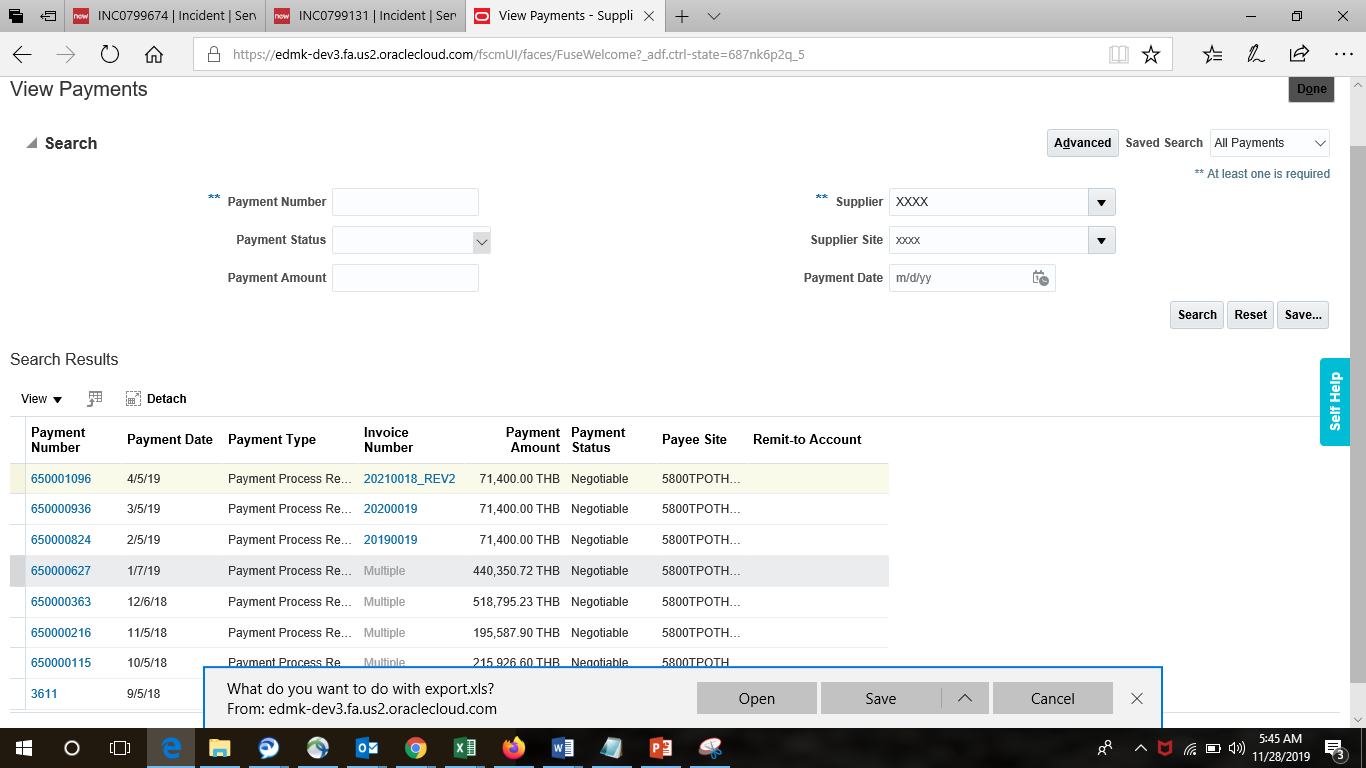 INC0799674 | Incident | Serv
INC0799131 | Incident | Serv
View Payments - Suppli
https://edmk-dev3.fa.us2.oraclecloud.com/fscmUI/faces/FuseWelcome?_adf.ctrl-state=687nk6p2q_5
View Payments
Done
Search
Advanced
Saved Search
All Payments
** At least one is required
** Payment Number
** Supplier
XXXX
Payment Status
Supplier Site
xxxx
Payment Amount
Payment Date
m/d/yy
Search
Reset
Save...
Search Results
View
Detach
Self Help
Payment Number Payment Date Payment Type Invoice Number Payment Amount Payment Status Payee Site Remit-to Account
650001096 4/5/19 Payment Process Re... 20210018_REV2 71,400.00 THB Negotiable 5800TPOTH...
650000936 3/5/19 Payment Process Re... 20200019 71,400.00 THB Negotiable 5800TPOTH...
650000824 2/5/19 Payment Process Re... 20190019 71,400.00 THB Negotiable 5800TPOTH...
650000627 1/7/19 Payment Process Re... Multiple 440,350.72 THB Negotiable 5800TPOTH...
650000363 12/6/18 Payment Process Re... Multiple 518,795.23 THB Negotiable 5800TPOTH...
650000216 11/5/18 Payment Process Re... Multiple 195,587.90 THB Negotiable 5800TPOTH...
650000115 10/5/18 Payment Process Re Multiple 215,926.60 THB Negotiable 5800TPOTH
3611 9/5/18
What do you want to do with export.xls?
From: edmk-dev3.fa.us2.oraclecloud.com
Open
Save
Cancel
5:45 AM
11/28/2019
3